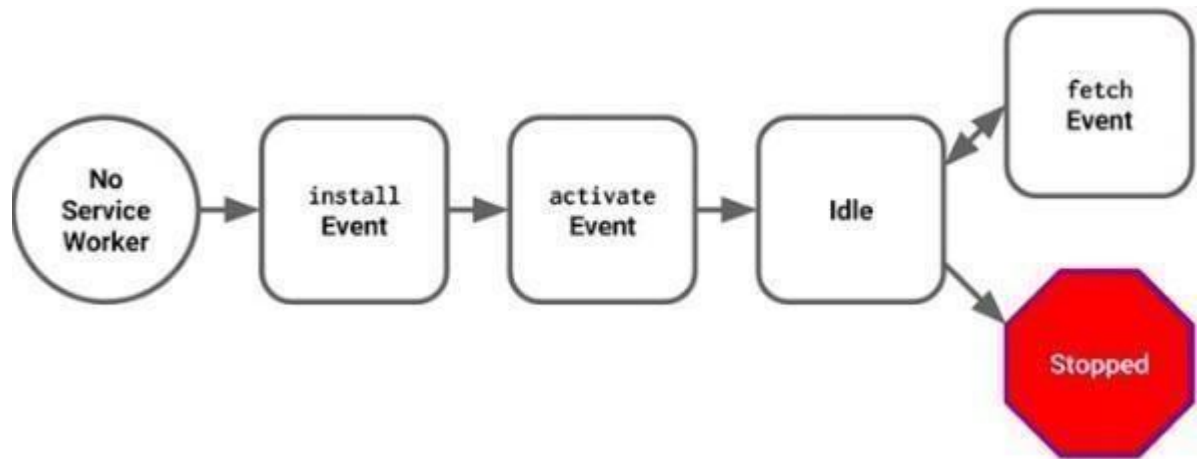 No
Service
Worker
install
Event
activate
Event
Idle
fetch
Event
Stopped